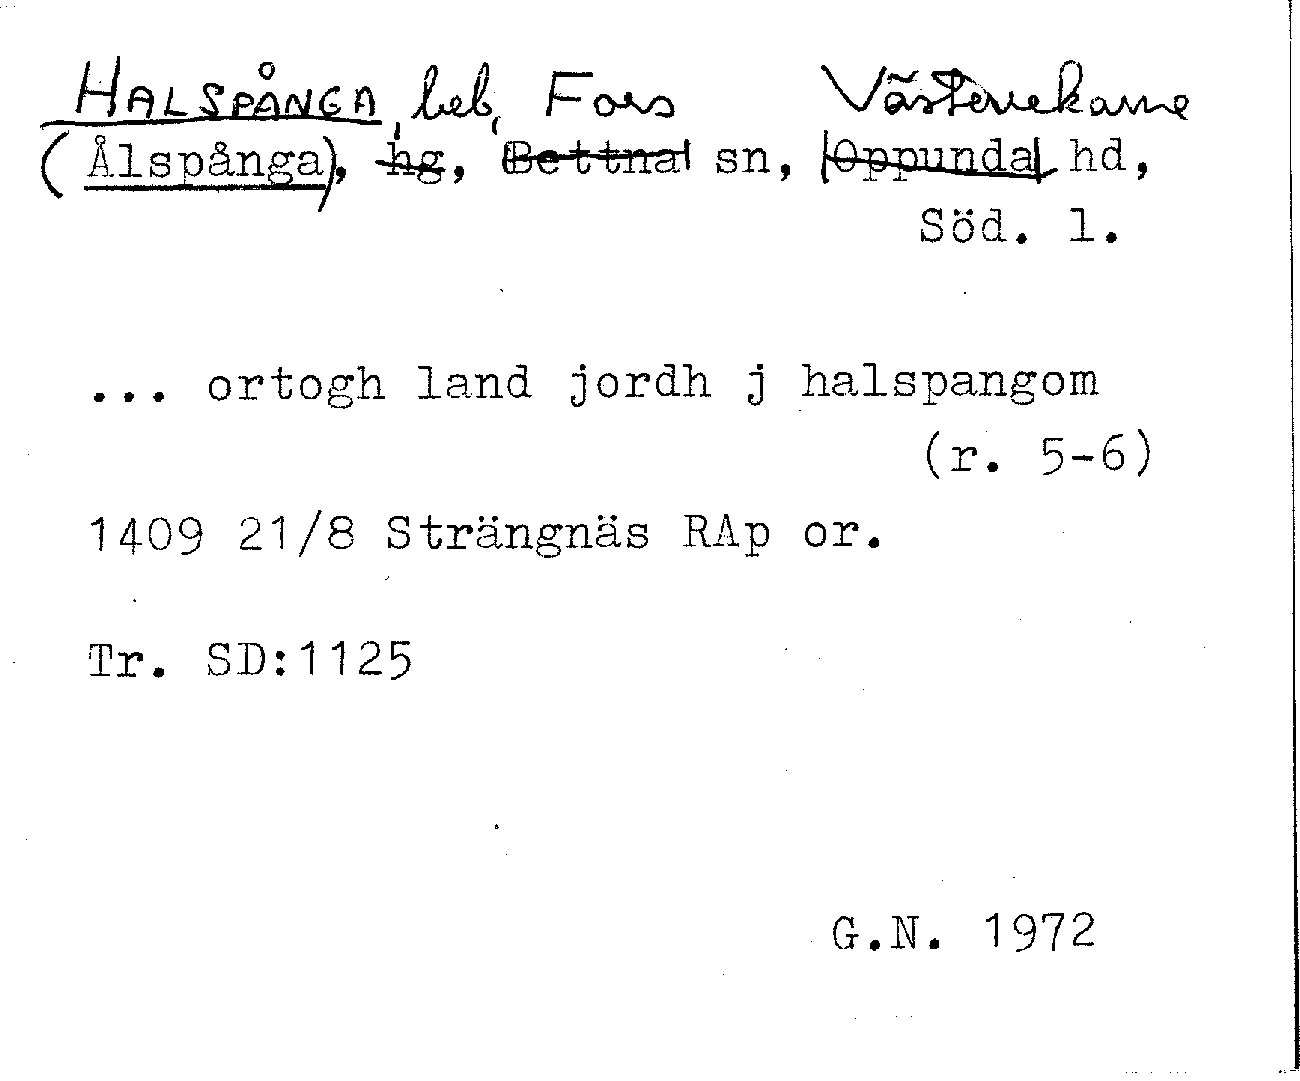 HALSPÅNGA, beb, Fors Västerrekarne
(Ålspånga), hg, Bettna sn, Oppunda hd,
Söd. l.
... ortogh land jordh j halspangom
(r. 5-6)
1409 21/8 Strängnäs RAp or.
Tr. SD:1125
G.N. 1972